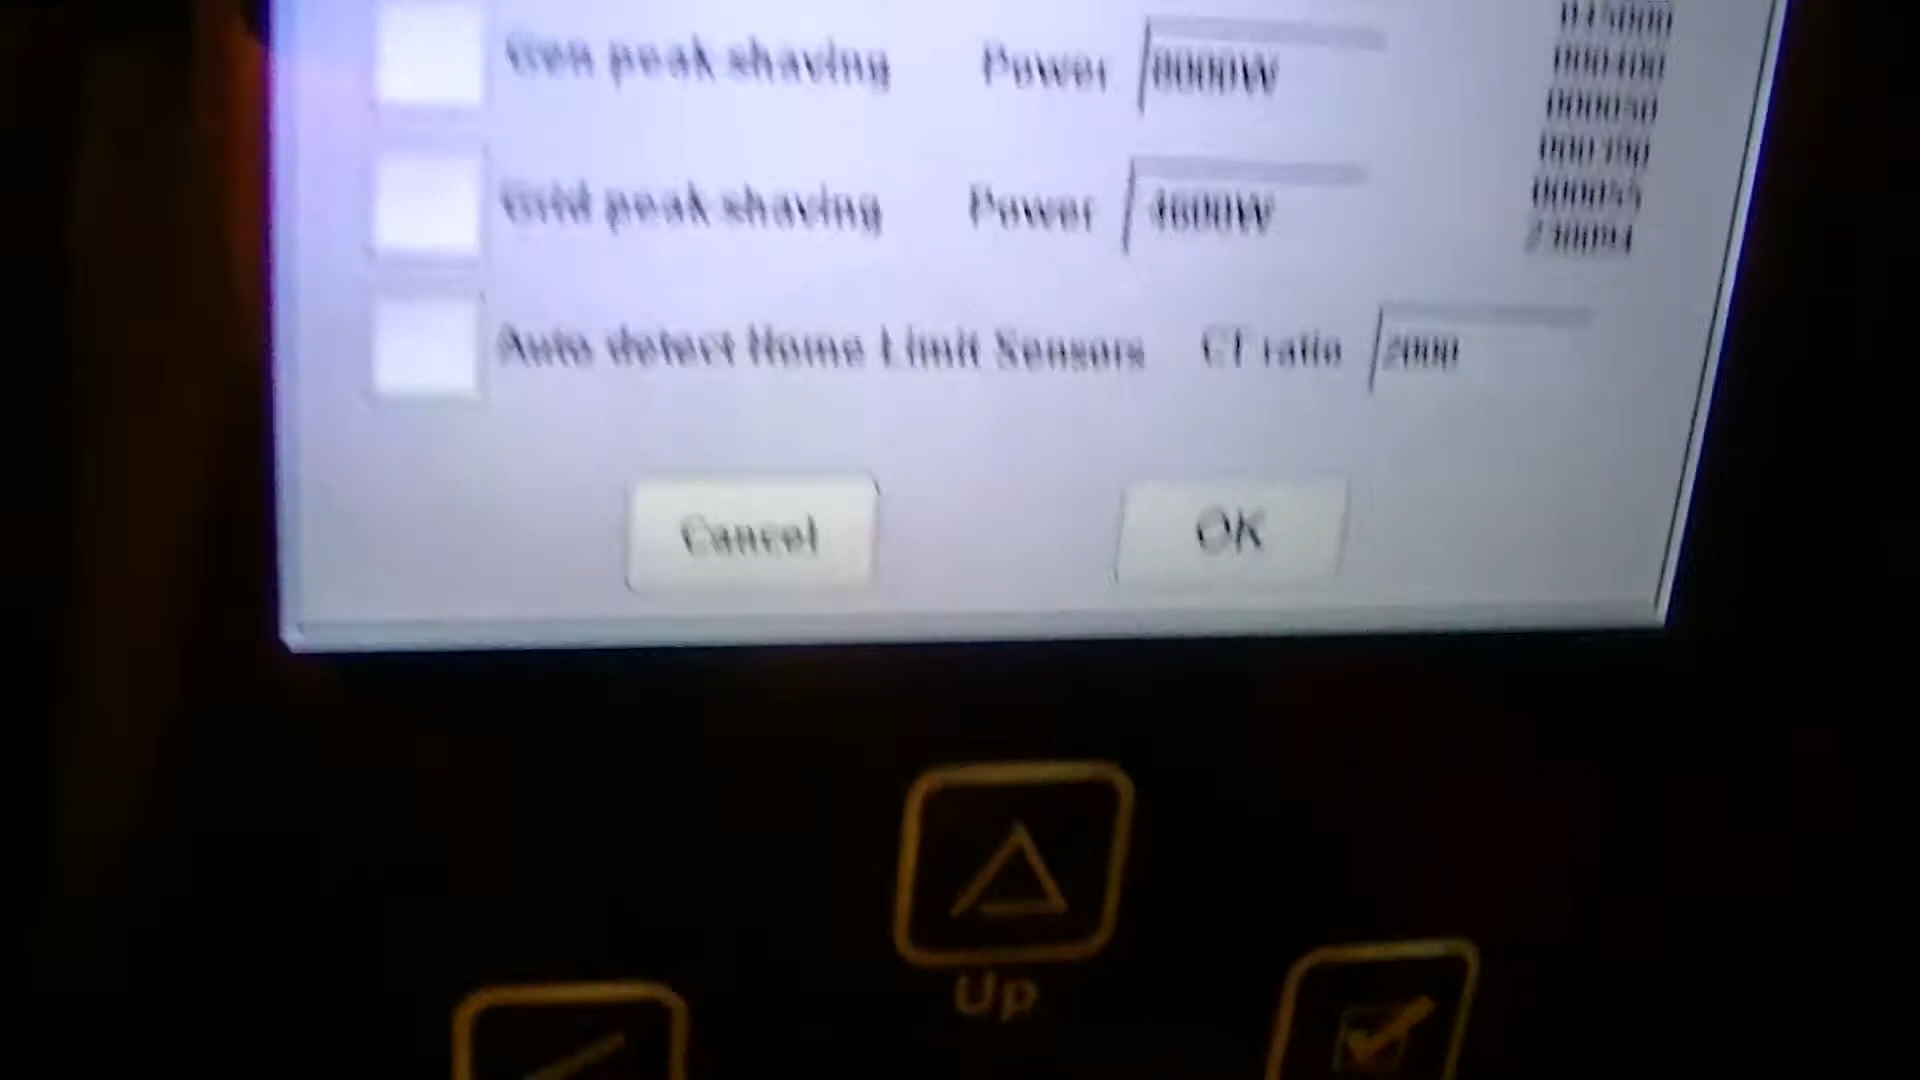 Gen peak shaving Power 8000W
Grid peak shaving Power 4600W
Auto detect Home Limit Sensors CT ratio 2000
Cancel OK
Up